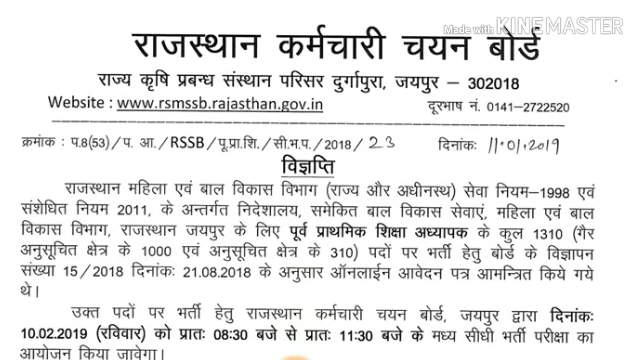 Made with KINEMASTER
राजस्थान कर्मचारी चयन बोर्ड
राज्य कृषि प्रबन्ध संस्थान परिसर दुर्गापुरा, जयपुर – 302018
Website : www.rsmssb.rajasthan.gov.in दूरभाष नं. 0141-2722520
क्रमांक : प.8(53)/प. आ./RSSB/पू.प्रा.शि./सी.भ.प./2018/23 दिनांकः 11.01.2019
विज्ञप्ति
राजस्थान महिला एवं बाल विकास विभाग (राज्य और अधीनस्थ) सेवा नियम-1998 एवं
संशेधित नियम 2011, के अन्तर्गत निदेशालय, समेकित बाल विकास सेवाएं, महिला एवं बाल
विकास विभाग, राजस्थान जयपुर के लिए पूर्व प्राथमिक शिक्षा अध्यापक के कुल 1310 (गैर
अनुसूचित क्षेत्र के 1000 एवं अनुसूचित क्षेत्र के 310) पदों पर भर्ती हेतु बोर्ड के विज्ञापन
संख्या 15/2018 दिनांकः 21.08.2018 के अनुसार ऑनलाईन आवेदन पत्र आमन्त्रित किये गये
थे।
उक्त पदों पर भर्ती हेतु राजस्थान कर्मचारी चयन बोर्ड, जयपुर द्वारा दिनांकः
10.02.2019 (रविवार) को प्रातः 08:30 बजे से प्रातः 11:30 बजे के मध्य सीधी भर्ती परीक्षा का
आयोजन किया जावेगा।